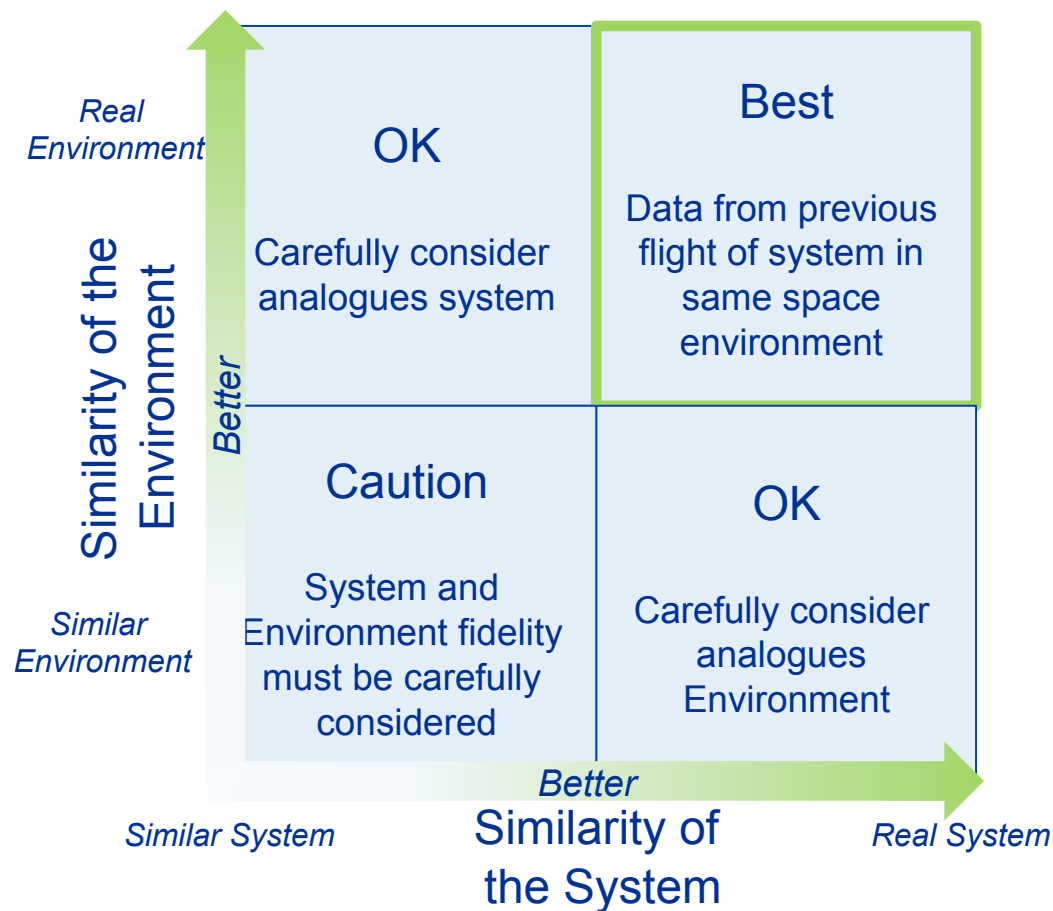 Real
Environment
Similarity of the
Environment
Better
Similar
Environment
OK
Carefully consider
analogues system
Best
Data from previous
flight of system in
same space
environment
Caution
System and
Environment fidelity
must be carefully
considered
OK
Carefully consider
analogues
Environment
Better
Similar System
Similarity of
the System
Real System